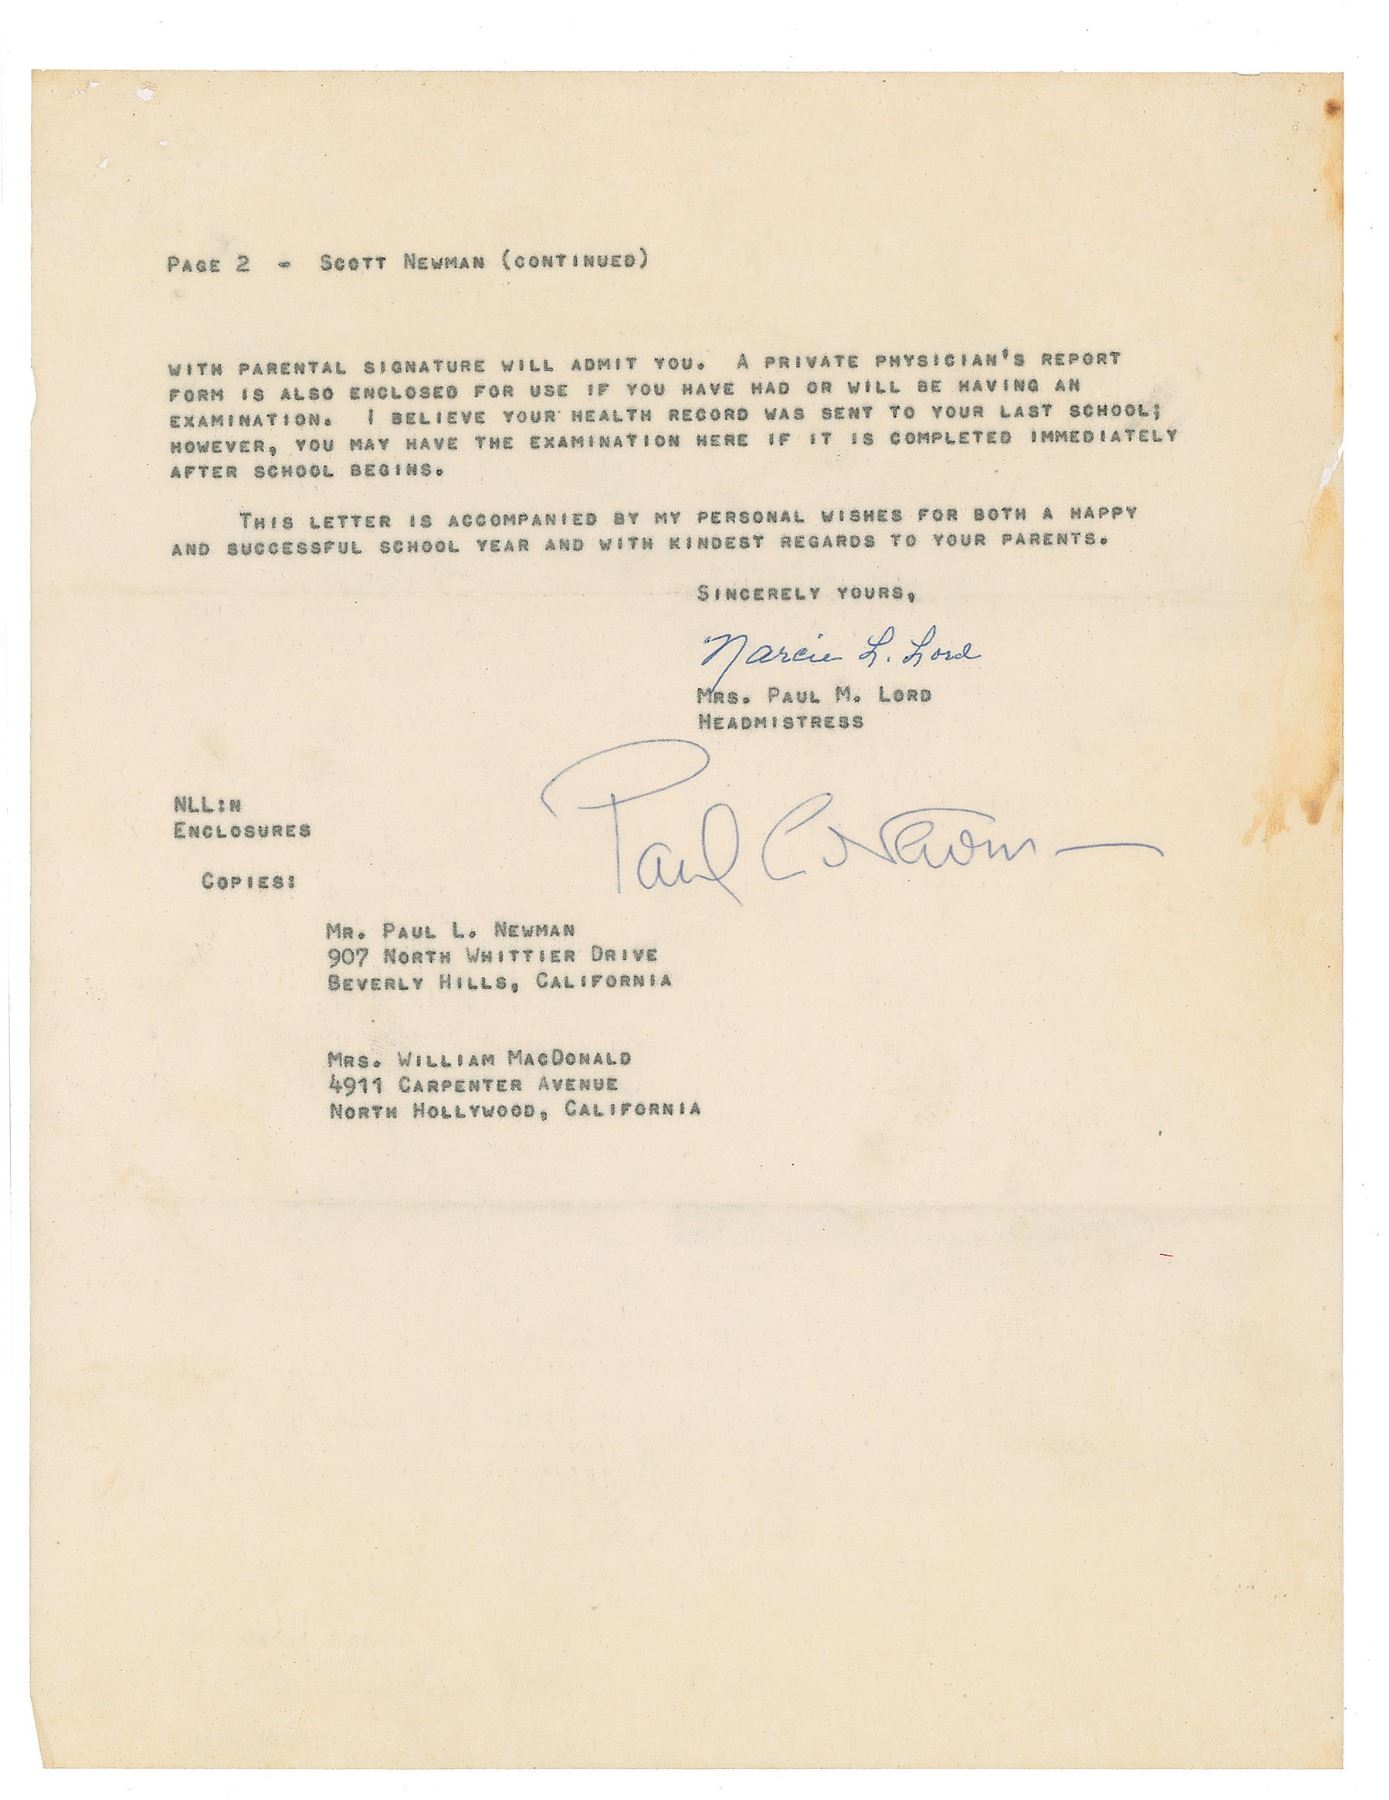 PAGE 2 - SCOTT NEWMAN (CONTINUED)
WITH PARENTAL SIGNATURE WILL ADMIT YOU. A PRIVATE PHYSICIAN'S REPORT
FORM IS ALSO ENCLOSED FOR USE IF YOU HAVE HAD OR WILL BE HAVING AN
EXAMINATION. I BELIEVE YOUR HEALTH RECORD WAS SENT TO YOUR LAST SCHOOL;
HOWEVER, YOU MAY HAVE THE EXAMINATION HERE IF IT IS COMPLETED IMMEDIATELY
AFTER SCHOOL BEGINS.
THIS LETTER IS ACCOMPANIED BY MY PERSONAL WISHES FOR BOTH A HAPPY
AND SUCCESSFUL SCHOOL YEAR AND WITH KINDEST REGARDS TO YOUR PARENTS.
SINCERELY YOURS,
Narcie L. Lord
MRS. PAUL M. LORD
HEADMISTRESS
Paul
NLL:N
ENCLOSURES
COPIES:
MR. PAUL L. NEWMAN
907 NORTH WHITTIER DRIVE
BEVERLY HILLS, CALIFORNIA
MRS. WILLIAM MACDONALD
4911 CARPENTER AVENUE
NORTH HOLLYWOOD, CALIFORNIA